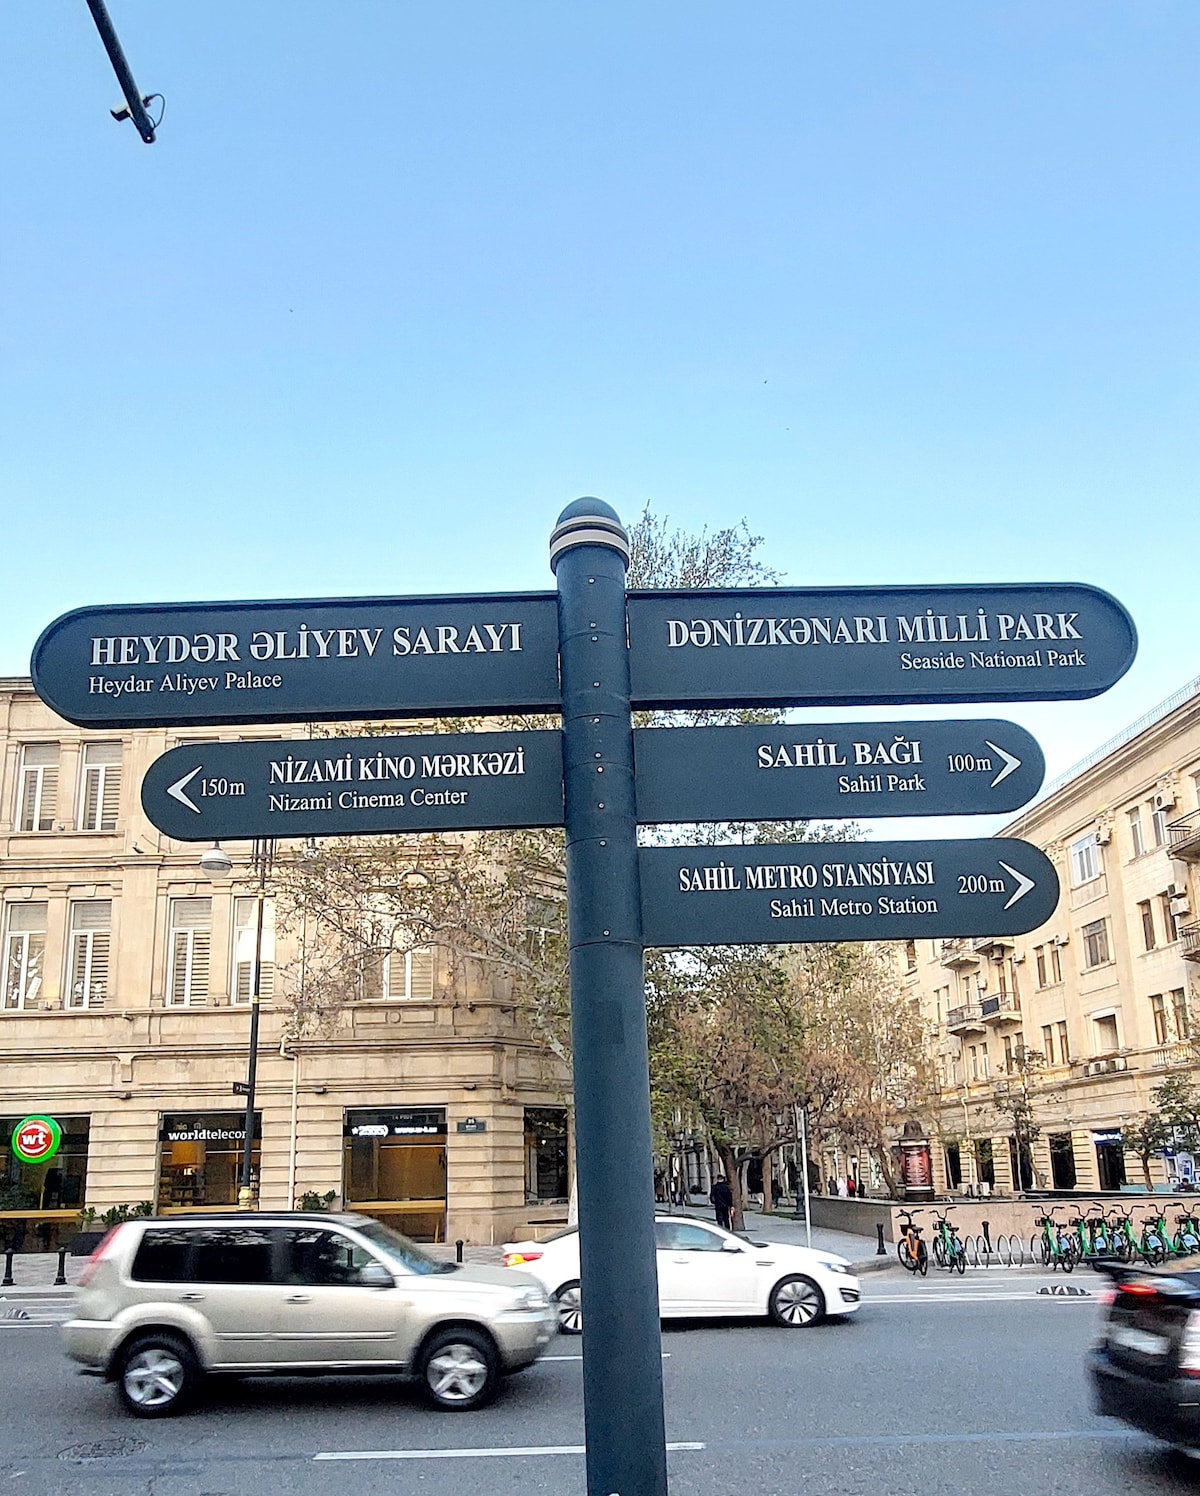 HEYDƏR ƏLİYEV SARAYI
Heydar Aliyev Palace
DƏNİZKƏNARI MİLLİ PARK
Seaside National Park
150m
NİZAMİ KİNO MƏRKƏZİ
Nizami Cinema Center
SAHİL BAĞI
Sahil Park
100m
SAHİL METRO STANSİYASI
Sahil Metro Station
200m
wt
worldtelecom